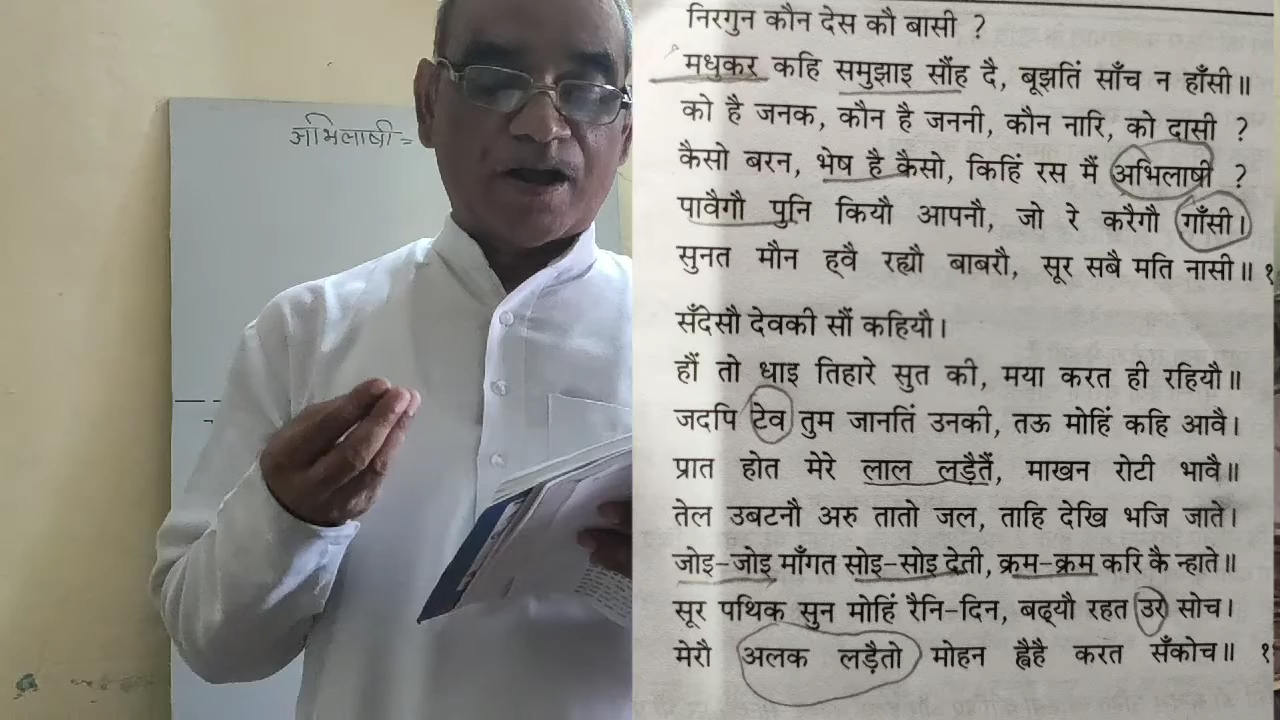 अभिलाषी =
निरगुन कौन देस कौ बासी ?
मधुकर कहि समुझाइ सौंह दै, बूझतिं साँच न हाँसी॥
को है जनक, कौन है जननी, कौन नारि, को दासी ?
कैसो बरन, भेष है कैसो, किहिं रस मैं अभिलाषी ?
पावैगौ पुनि कियौ आपनौ, जो रे करैगौ गाँसी।
सुनत मौन ह्वै रह्यौ बाबरौ, सूर सबै मति नासी॥ १
सँदेसौ देवकी सौं कहियौ।
हौं तो धाइ तिहारे सुत की, मया करत ही रहियौ॥
जदपि टेव तुम जानतिं उनकी, तऊ मोहिं कहि आवै।
प्रात होत मेरे लाल लड़ैतैं, माखन रोटी भावै॥
तेल उबटनौ अरु तातो जल, ताहि देखि भजि जाते।
जोइ-जोइ माँगत सोइ-सोइ देती, क्रम-क्रम करि कै न्हाते॥
सूर पथिक सुन मोहिं रैनि-दिन, बढ्यौ रहत उर सोच।
मेरौ अलक लड़ैतो मोहन ह्वैहै करत सँकोच॥ १